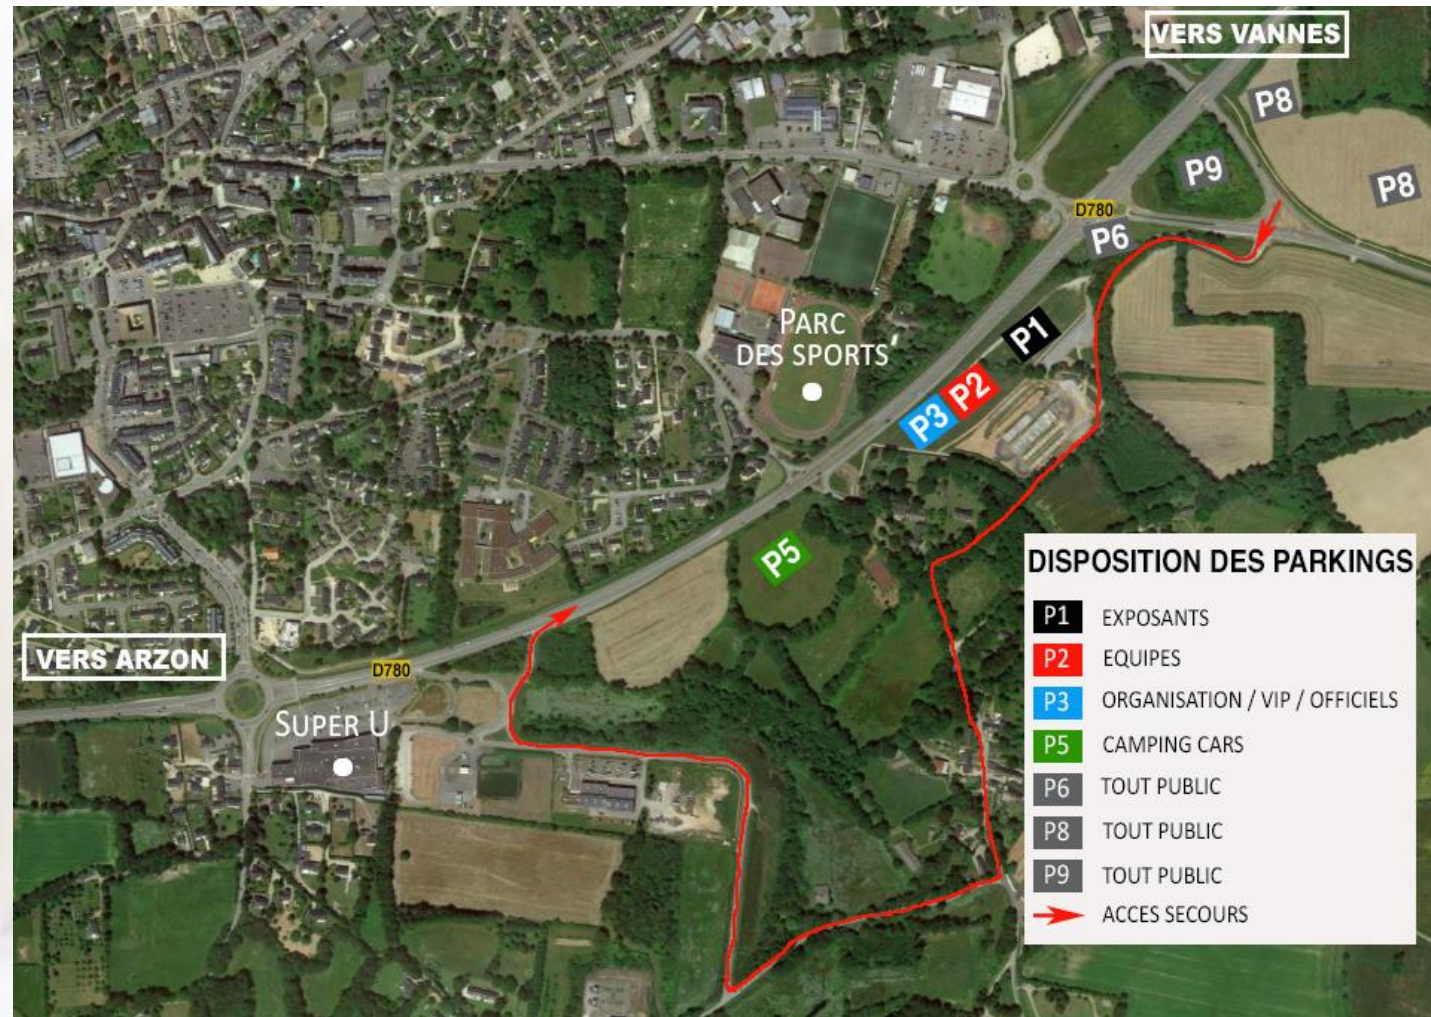 VERS VANNES
P8
P9
P8
D780
P6
P1
PARC
DES SPORTS'
P2
P3
P5
VERS ARZON
D780
SUPER U
DISPOSITION DES PARKINGS
P1 EXPOSANTS
P2 EQUIPES
P3 ORGANISATION / VIP / OFFICIELS
P5 CAMPING CARS
P6 TOUT PUBLIC
P8 TOUT PUBLIC
P9 TOUT PUBLIC
ACCES SECOURS